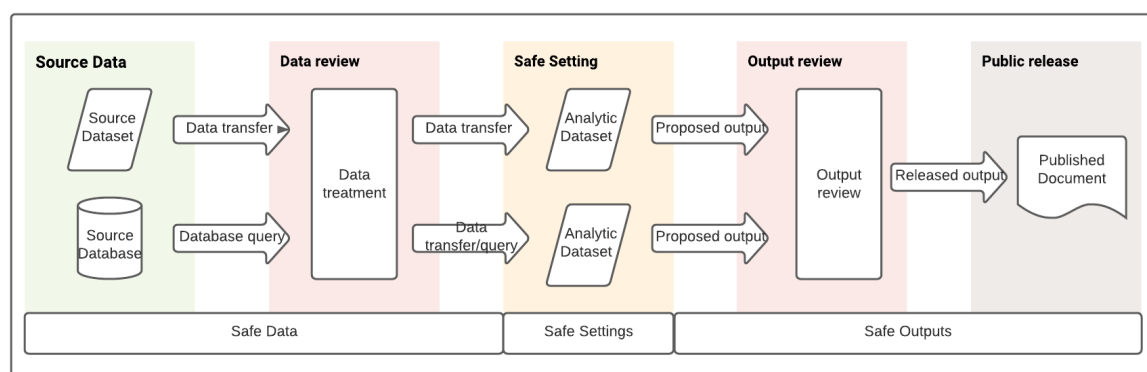 Source Data
Data review
Safe Setting
Output review
Public release
Source
Dataset
Data transfer
Data transfer
Analytic
Dataset
Proposed output
Data
treatment
Output
review
Released output
Published
Document
Source
Database
Database query
Data
transfer/query
Analytic
Dataset
Proposed output
Safe Data
Safe Settings
Safe Outputs